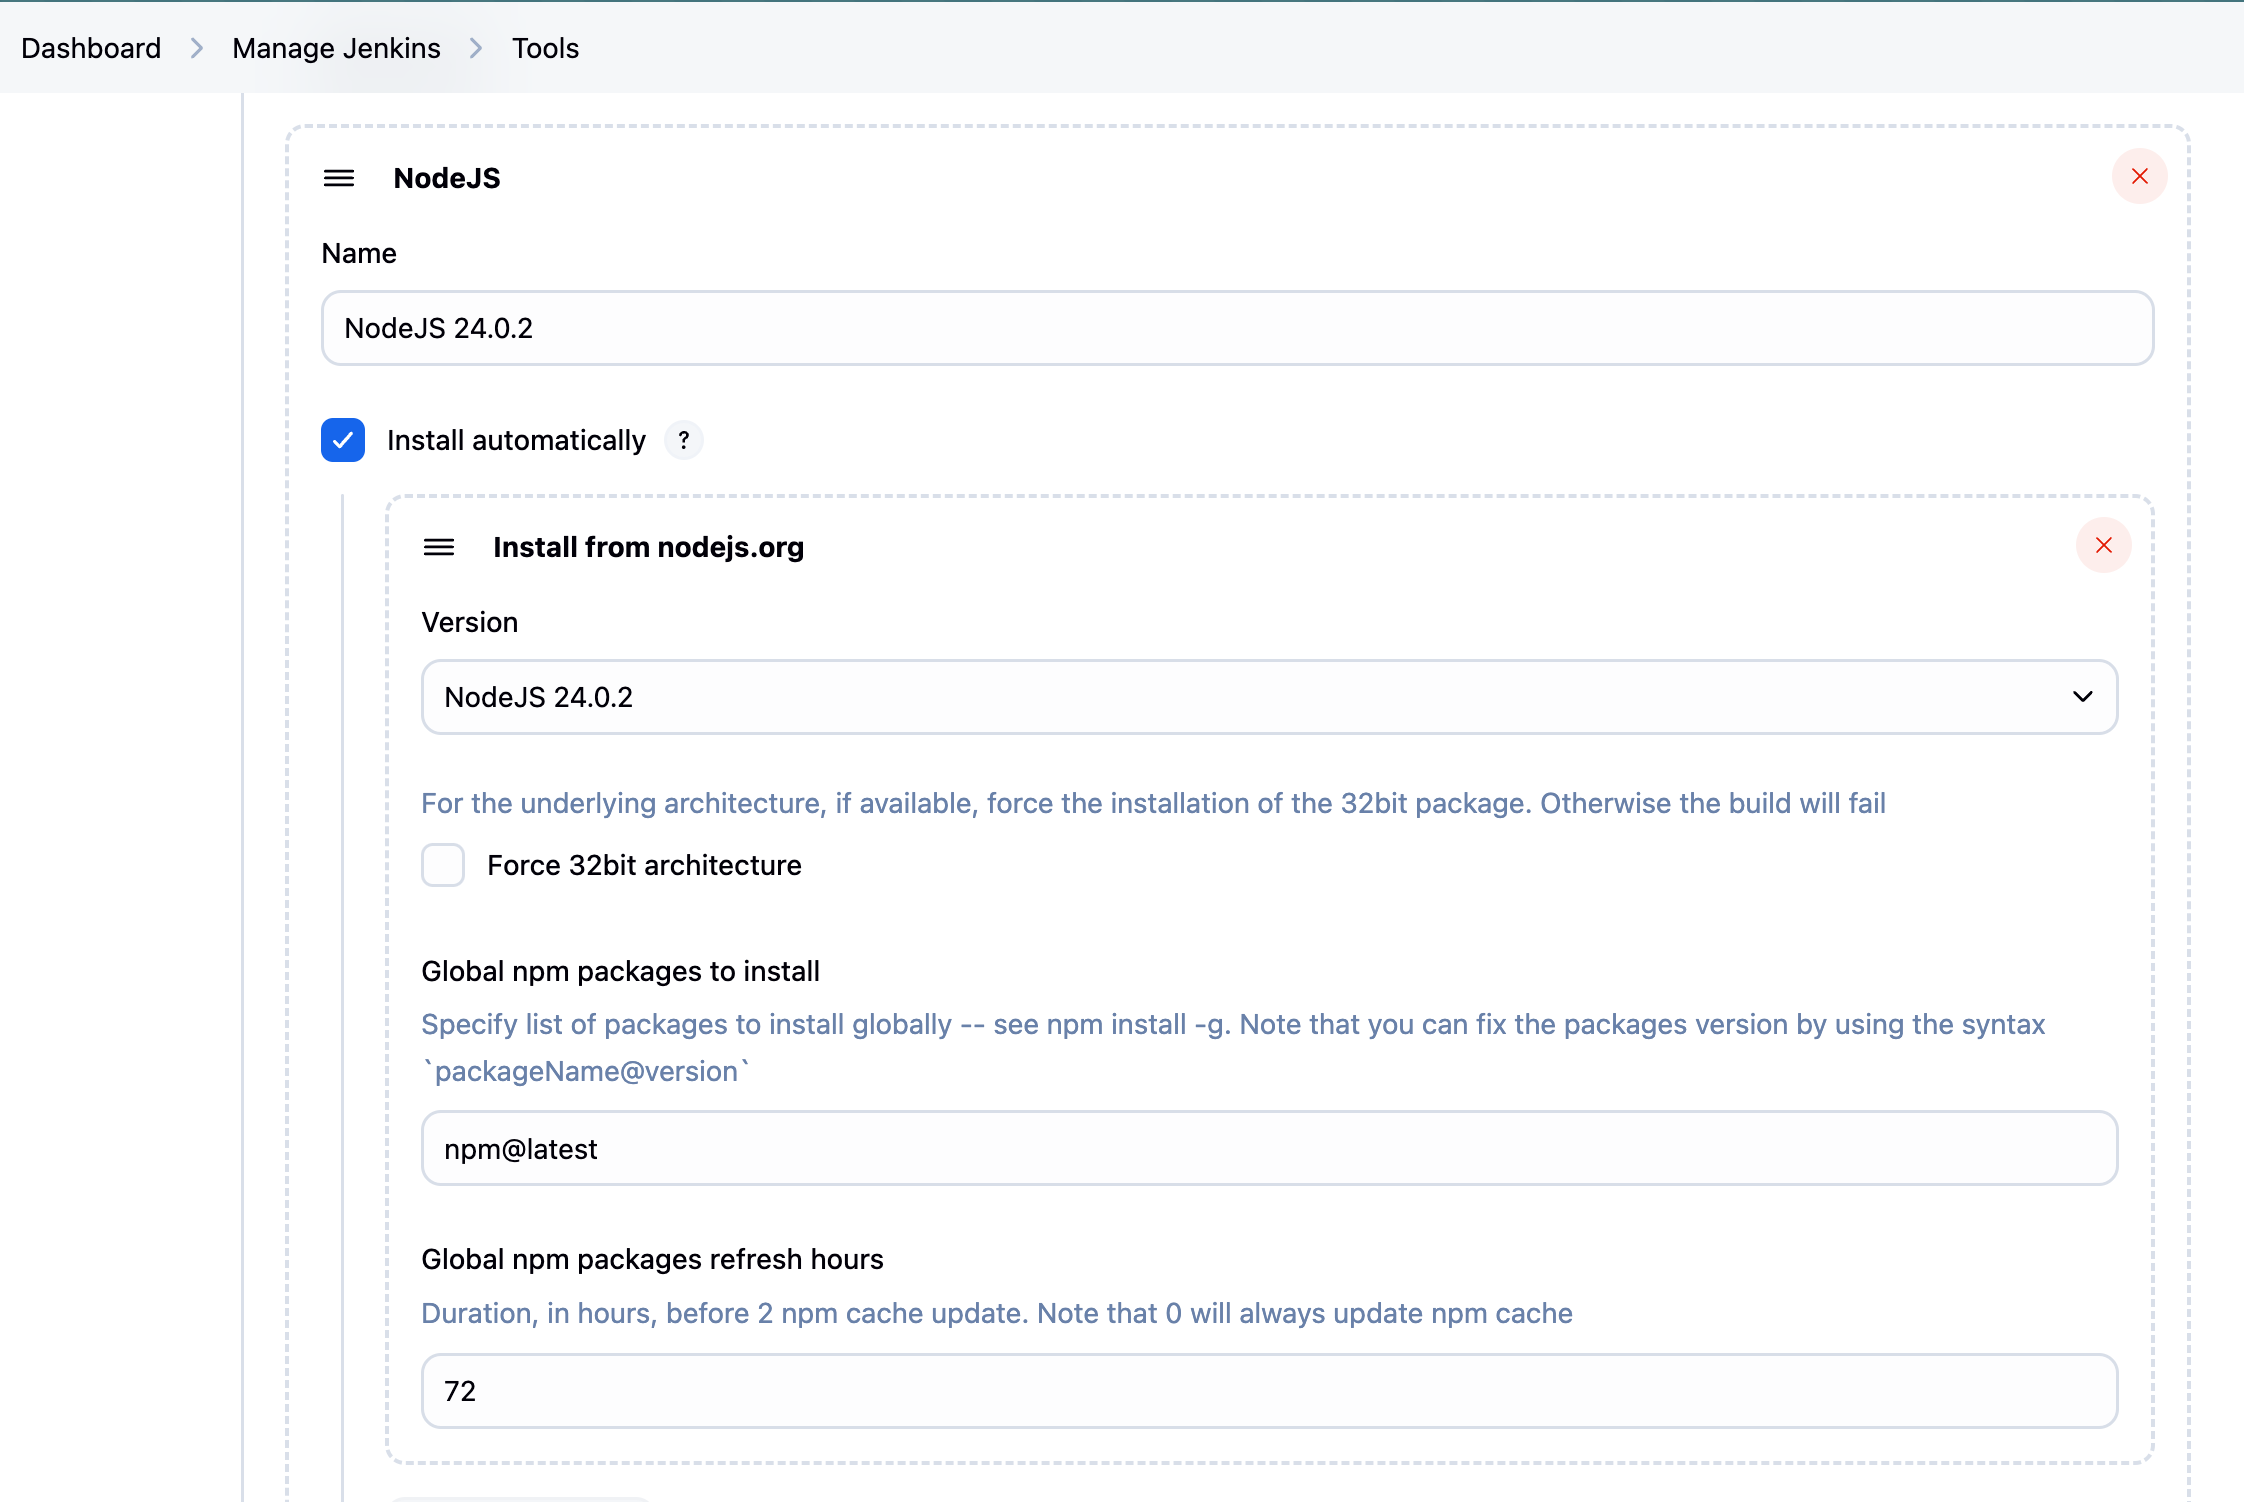 Dashboard > Manage Jenkins > Tools
NodeJS
Name
NodeJS 24.0.2
Install automatically ?
Install from nodejs.org
Version
NodeJS 24.0.2
For the underlying architecture, if available, force the installation of the 32bit package. Otherwise the build will fail
Force 32bit architecture
Global npm packages to install
Specify list of packages to install globally -- see npm install -g. Note that you can fix the packages version by using the syntax
`packageName@version`
npm@latest
Global npm packages refresh hours
Duration, in hours, before 2 npm cache update. Note that 0 will always update npm cache
72